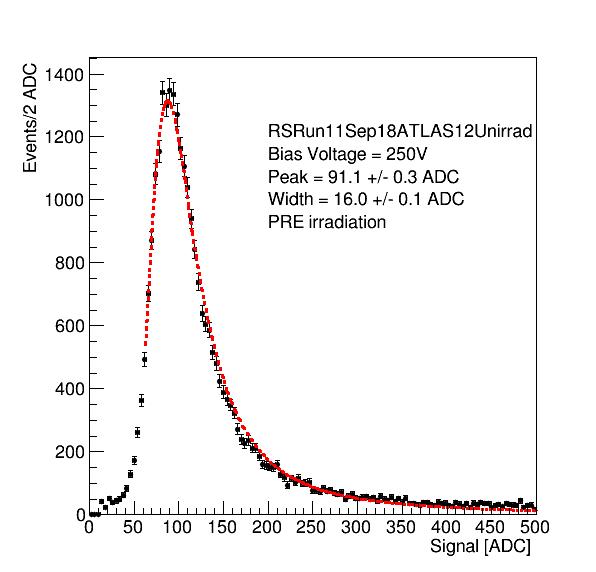 Events/2 ADC
1400
1200
1000
800
600
400
200
0
RSRun11Sep18ATLAS12Unirrad
Bias Voltage = 250V
Peak = 91.1 +/- 0.3 ADC
Width = 16.0 +/- 0.1 ADC
PRE irradiation
0 50 100 150 200 250 300 350 400 450 500
Signal [ADC]